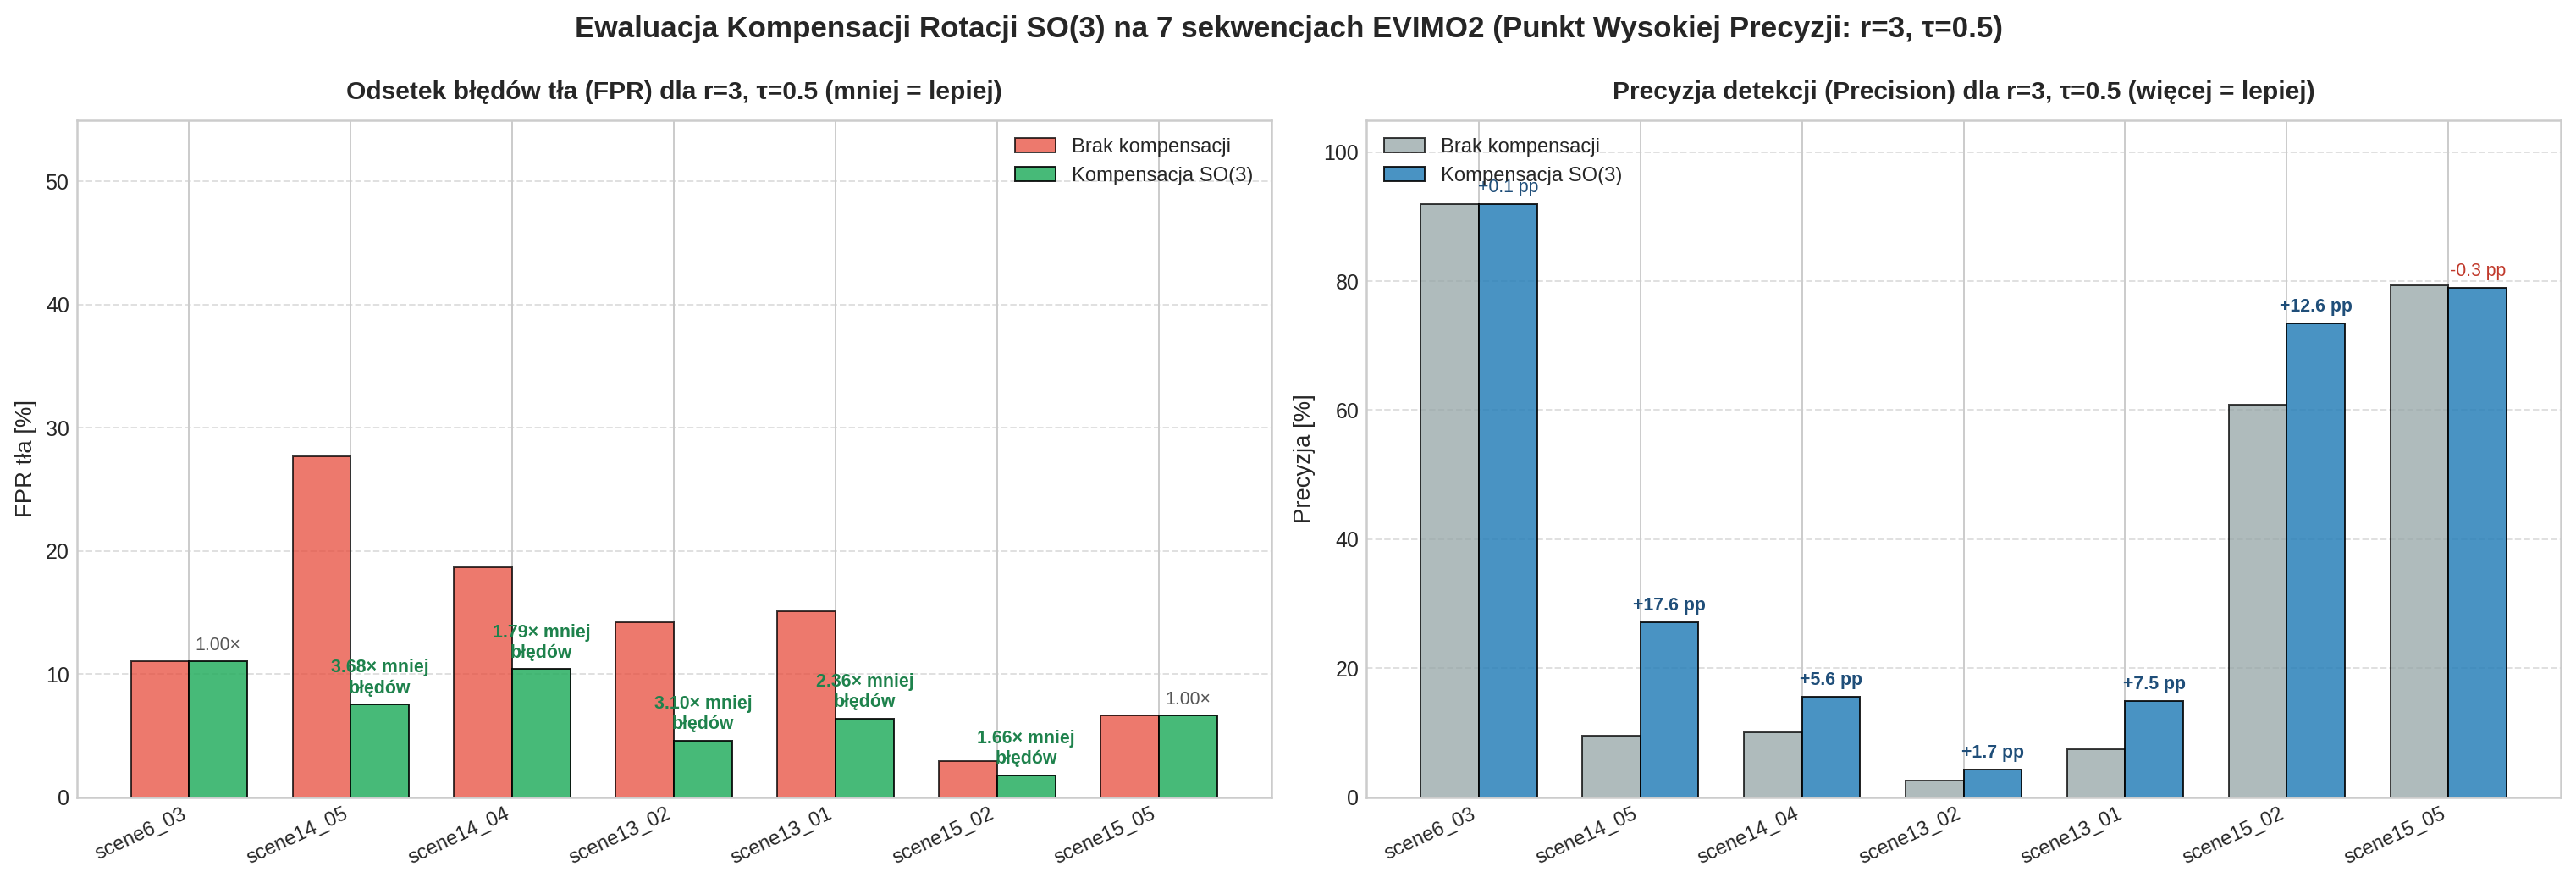 Ewaluacja Kompensacji Rotacji SO(3) na 7 sekwencjach EVIMO2 (Punkt Wysokiej Precyzji: r=3, τ=0.5)
Odsetek błędów tła (FPR) dla r=3, τ=0.5 (mniej = lepiej)
Brak kompensacji
Kompensacja SO(3)
FPR tła [%]
50
40
30
20
10
0
1.00×
3.68× mniej
błędów
1.79× mniej
błędów
3.10× mniej
błędów
2.36× mniej
błędów
1.66× mniej
błędów
1.00×
scene6_03
scene14_05
scene14_04
scene13_02
scene13_01
scene15_02
scene15_05
Precyzja detekcji (Precision) dla r=3, τ=0.5 (więcej = lepiej)
Brak kompensacji
Kompensacja SO(3)
Precyzja [%]
100
80
60
40
20
0
+0.1 pp
+17.6 pp
+5.6 pp
+1.7 pp
+7.5 pp
+12.6 pp
-0.3 pp
scene6_03
scene14_05
scene14_04
scene13_02
scene13_01
scene15_02
scene15_05